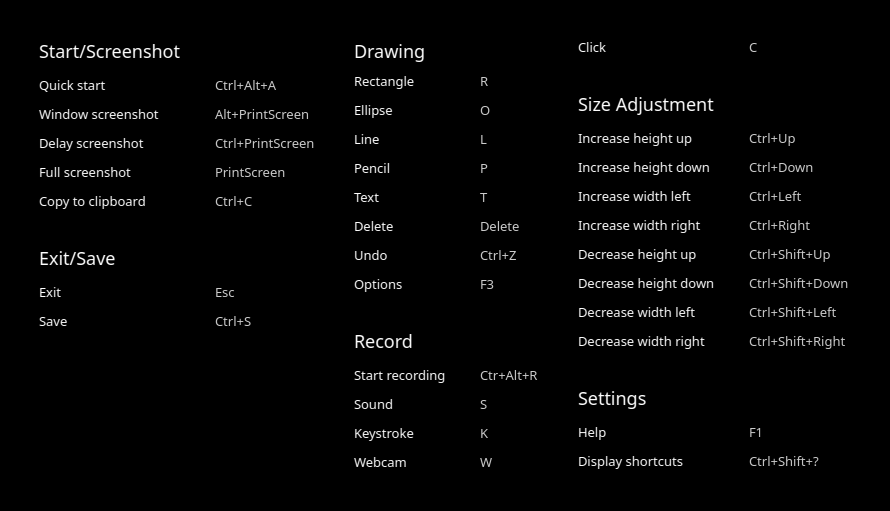 Start/Screenshot
Quick start Ctrl+Alt+A
Window screenshot Alt+PrintScreen
Delay screenshot Ctrl+PrintScreen
Full screenshot PrintScreen
Copy to clipboard Ctrl+C
Exit/Save
Exit Esc
Save Ctrl+S
Drawing
Rectangle R
Ellipse O
Line L
Pencil P
Text T
Delete Delete
Undo Ctrl+Z
Options F3
Record
Start recording Ctr+Alt+R
Sound S
Keystroke K
Webcam W
Click C
Size Adjustment
Increase height up Ctrl+Up
Increase height down Ctrl+Down
Increase width left Ctrl+Left
Increase width right Ctrl+Right
Decrease height up Ctrl+Shift+Up
Decrease height down Ctrl+Shift+Down
Decrease width left Ctrl+Shift+Left
Decrease width right Ctrl+Shift+Right
Settings
Help F1
Display shortcuts Ctrl+Shift+?